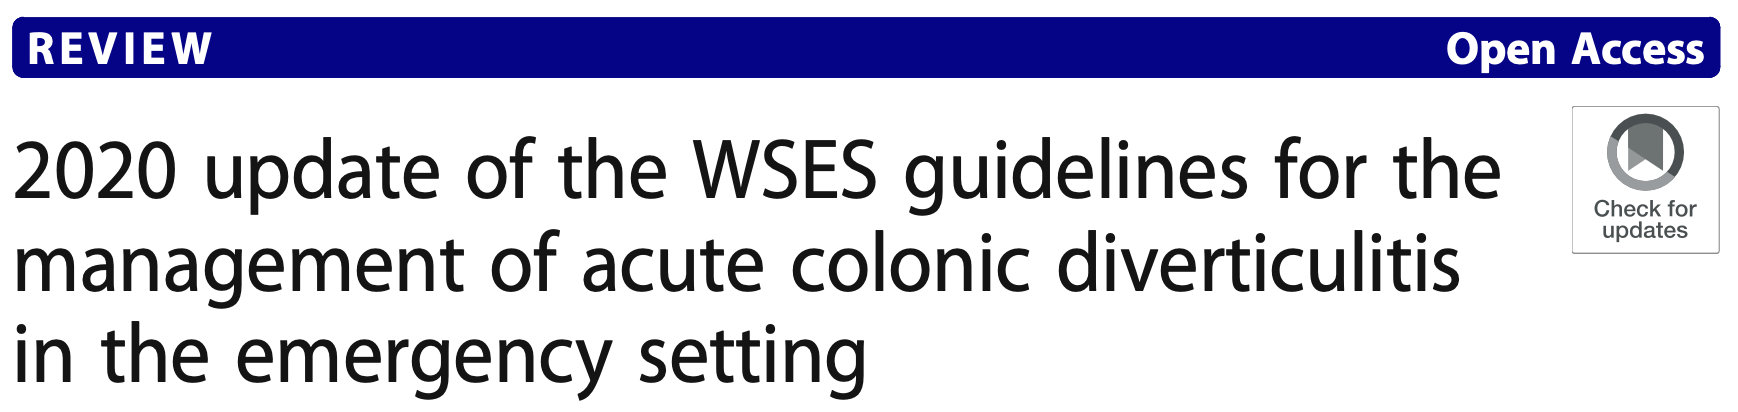 REVIEW Open Access
2020 update of the WSES guidelines for the
management of acute colonic diverticulitis
in the emergency setting
Check for
updates